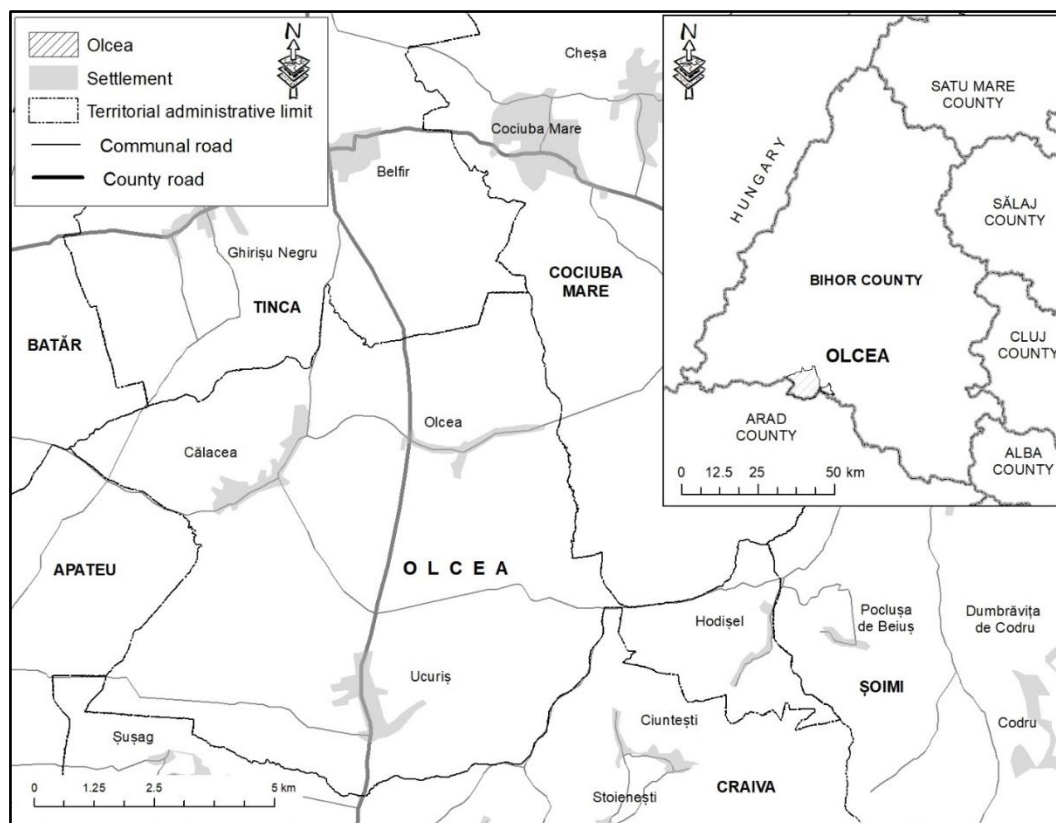 N
Olcea
Settlement
Territorial administrative limit
Communal road
County road
Cheșa
Cociuba Mare
Belfir
Ghirișu Negru
TINCA
BATĂR
COCIUBA
MARE
Călacea
Olcea
APATEU
OLCEA
Hodișel
Poclușa
de Beiuș
Dumbrăvița
de Codru
Ucuriș
ȘOIMI
Șușag
Ciuntești
Codru
Stoienești
CRAIVA
0 1.25 2.5 5 km
N
SATU MARE
COUNTY
HUNGARY
SĂLAJ
COUNTY
BIHOR COUNTY
CLUJ
COUNTY
OLCEA
ARAD
COUNTY
ALBA
COUNTY
0 12.5 25 50 km